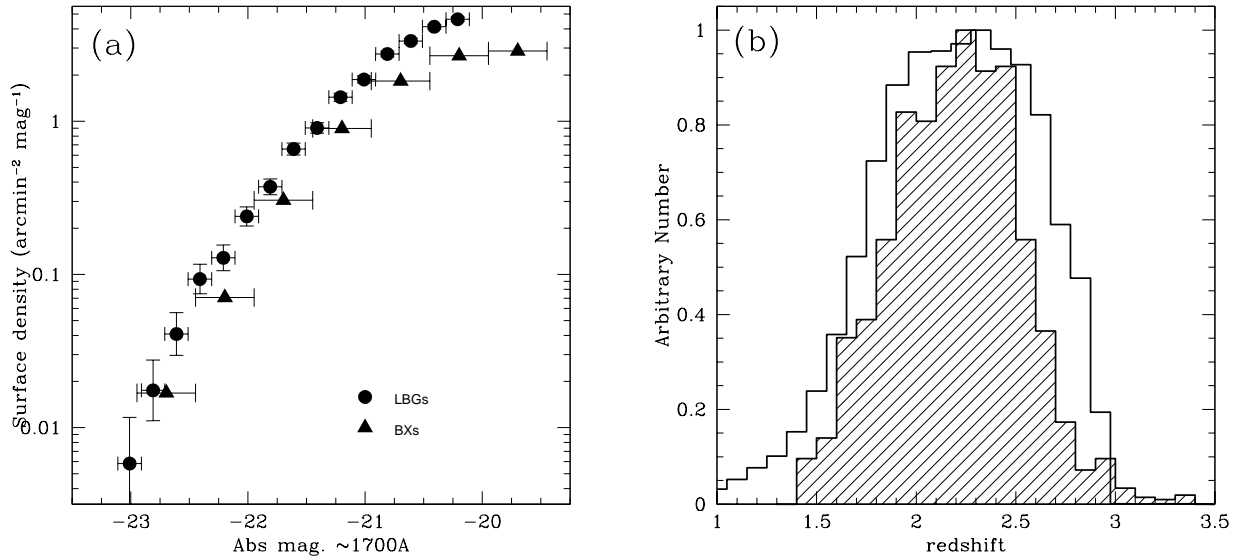 (a)
Surface density (arcmin⁻² mag⁻¹)
1
0.1
0.01
LBGs
BXs
−23 −22 −21 −20
Abs mag. ~1700A
(b)
Arbitrary Number
1
0.8
0.6
0.4
0.2
0
1 1.5 2 2.5 3 3.5
redshift